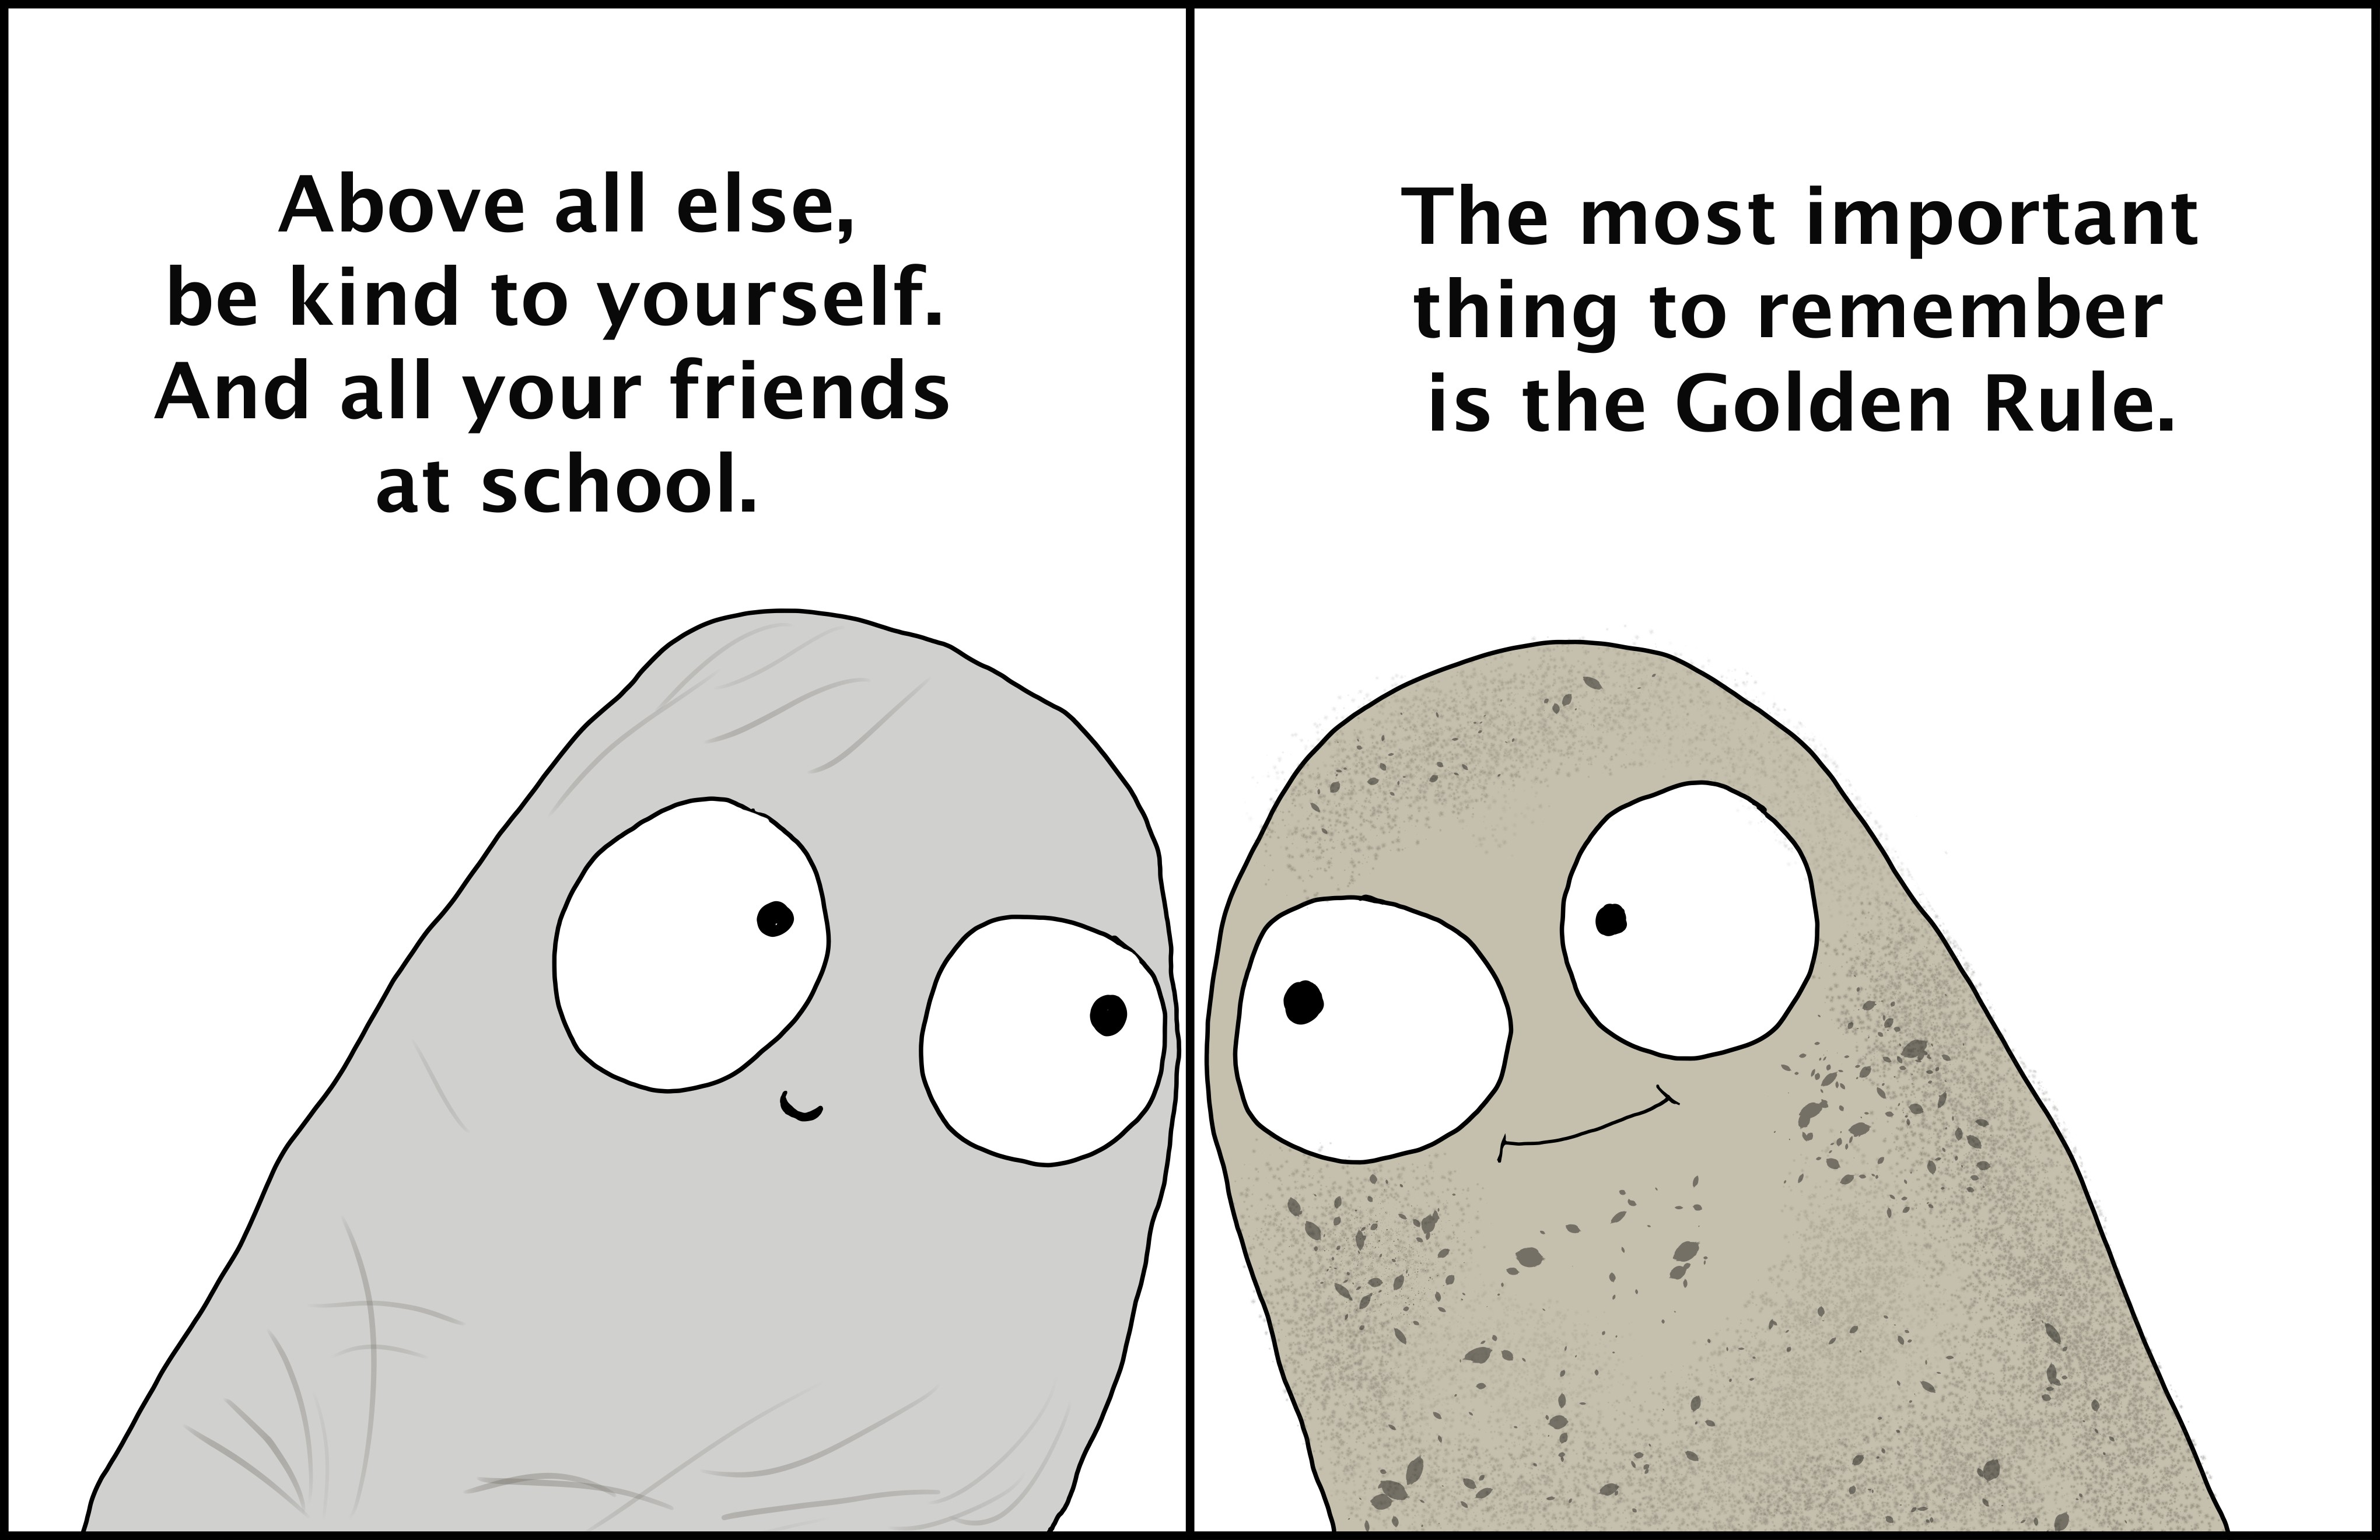 Above all else,
be kind to yourself.
And all your friends
at school.
The most important
thing to remember
is the Golden Rule.